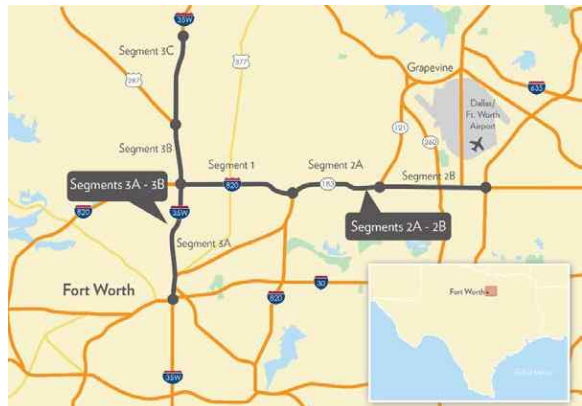 35W
Segment 3C
377
287
Grapevine
635
Dallas/
Ft. Worth
Airport
121
360
Segment 3B
Segment 1
Segment 2A
Segment 2B
820
183
Segments 3A - 3B
Segments 2A - 2B
820
35W
Segment 3A
Fort Worth
30
820
35W
Fort Worth